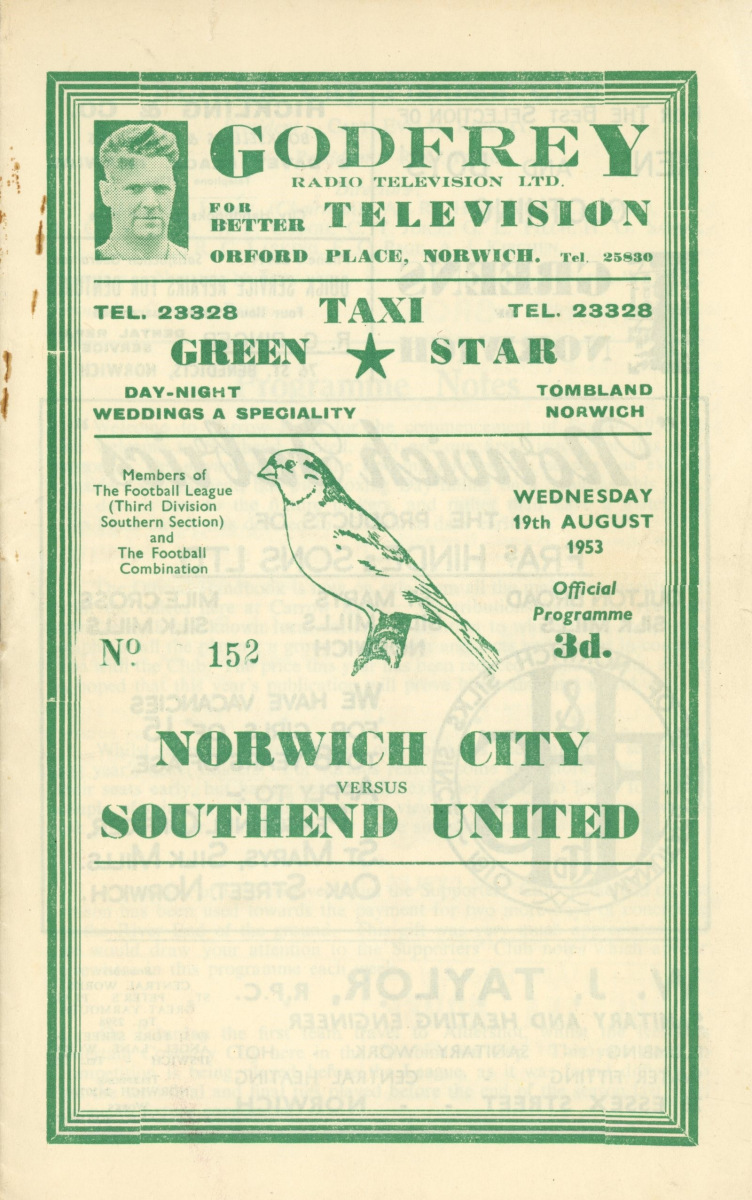 GODFREY
RADIO TELEVISION LTD.
FOR BETTER TELEVISION
ORFORD PLACE, NORWICH. Tel. 25830
TEL. 23328 TAXI TEL. 23328
GREEN ★ STAR
DAY-NIGHT TOMBLAND
WEDDINGS A SPECIALITY NORWICH
Members of
The Football League
(Third Division
Southern Section)
and
The Football
Combination
WEDNESDAY
19th AUGUST
1953
Official
Programme
3d.
No 152
NORWICH CITY
VERSUS
SOUTHEND UNITED